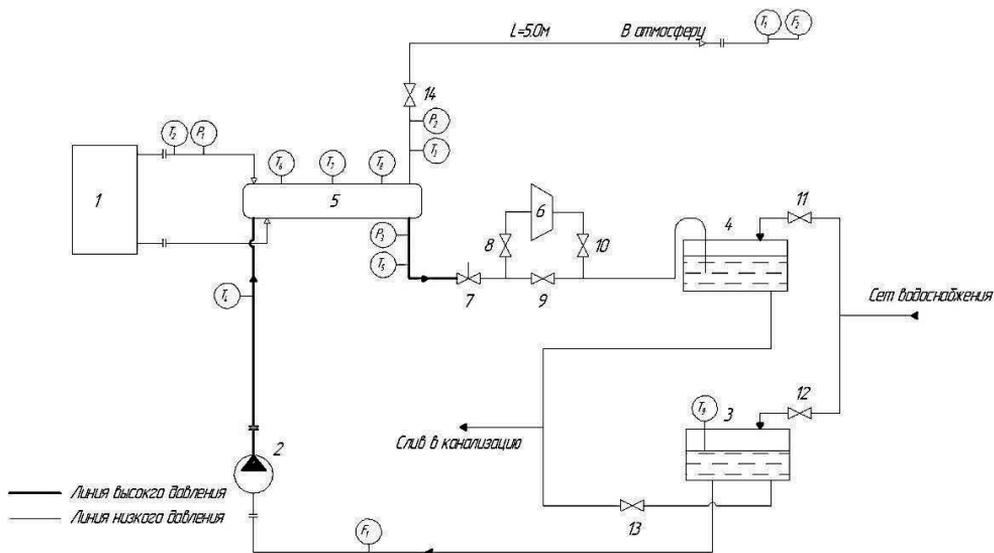 T₁ F₂
L=5.0м В атмосферу
14
P₂
T₂ P₁
T₆ T₇ T₈
1
5
6
11
4
P₃
8
10
T₅
7
9
T₄
Сет водоснабжения
12
T₉
3
2
Слив в канализацию
Линия высокго давления
Линия низкого давления
13
F₁